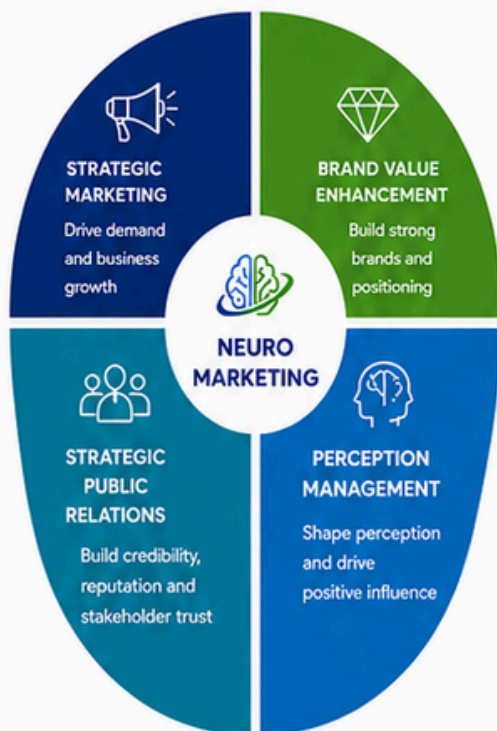 STRATEGIC
MARKETING
Drive demand
and business
growth
BRAND VALUE
ENHANCEMENT
Build strong
brands and
positioning
NEURO
MARKETING
STRATEGIC
PUBLIC
RELATIONS
Build credibility,
reputation and
stakeholder trust
PERCEPTION
MANAGEMENT
Shape perception
and drive
positive influence